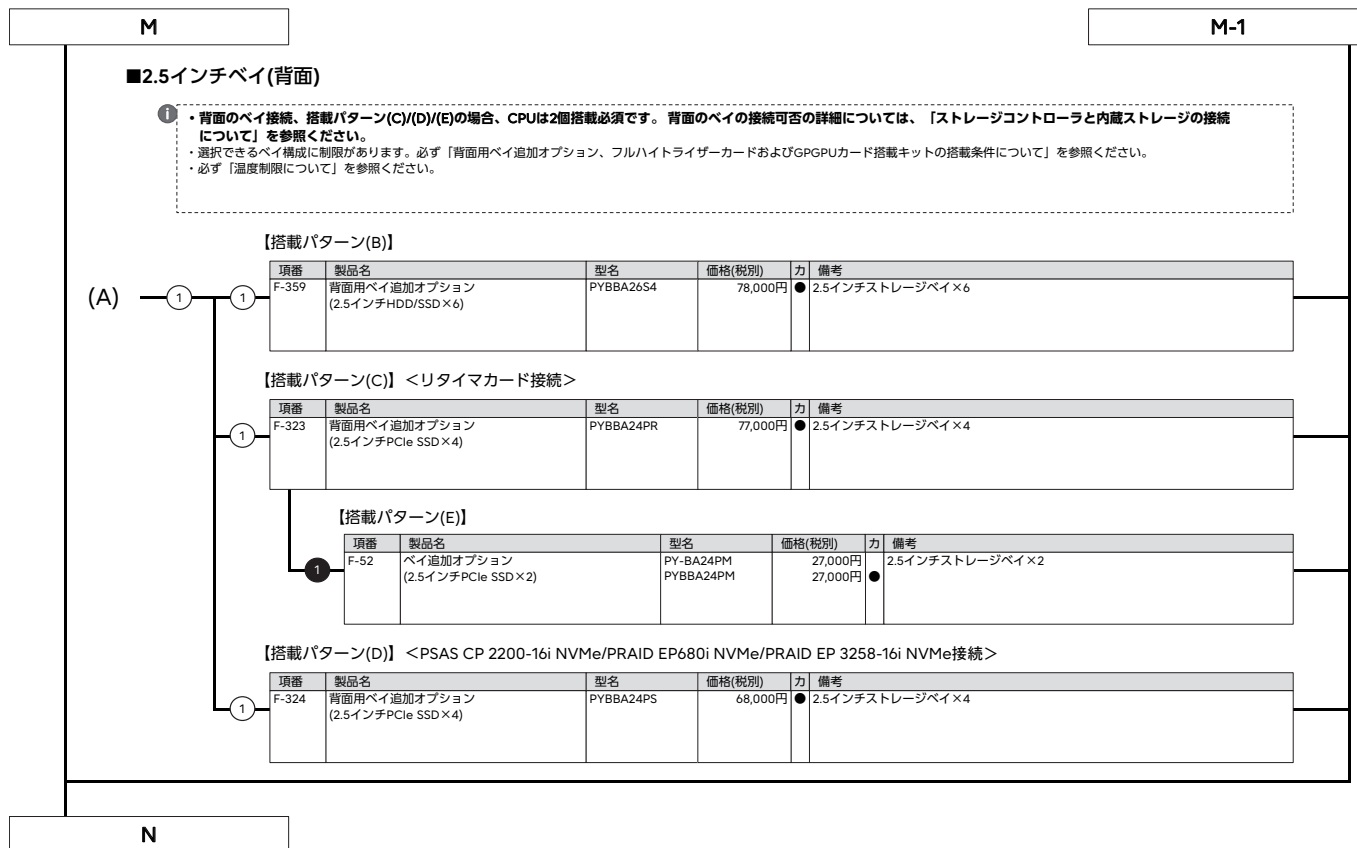 M
M-1
■2.5インチベイ(背面)
・背面のベイ接続、搭載パターン(C)/(D)/(E)の場合、CPUは2個搭載必須です。 背面のベイの接続可否の詳細については、「ストレージコントローラと内蔵ストレージの接続
について」を参照ください。
・選択できるベイ構成に制限があります。必ず「背面用ベイ追加オプション、フルハイトライザーカードおよびGPGPUカード搭載キットの搭載条件について」を参照ください。
・必ず「温度制限について」を参照ください。
【搭載パターン(B)】
項番 製品名 型名 価格(税別) カ 備考
(A) 1 1 F-359 背面用ベイ追加オプション PYBBA26S4 78,000円 ● 2.5インチストレージベイ×6
(2.5インチHDD/SSD×6)
【搭載パターン(C)】＜リタイマカード接続＞
項番 製品名 型名 価格(税別) カ 備考
1 F-323 背面用ベイ追加オプション PYBBA24PR 77,000円 ● 2.5インチストレージベイ×4
(2.5インチPCIe SSD×4)
【搭載パターン(E)】
項番 製品名 型名 価格(税別) カ 備考
1 F-52 ベイ追加オプション PY-BA24PM 27,000円 2.5インチストレージベイ×2
(2.5インチPCIe SSD×2) PYBBA24PM 27,000円 ●
【搭載パターン(D)】＜PSAS CP 2200-16i NVMe/PRAID EP680i NVMe/PRAID EP 3258-16i NVMe接続＞
項番 製品名 型名 価格(税別) カ 備考
1 F-324 背面用ベイ追加オプション PYBBA24PS 68,000円 ● 2.5インチストレージベイ×4
(2.5インチPCIe SSD×4)
N